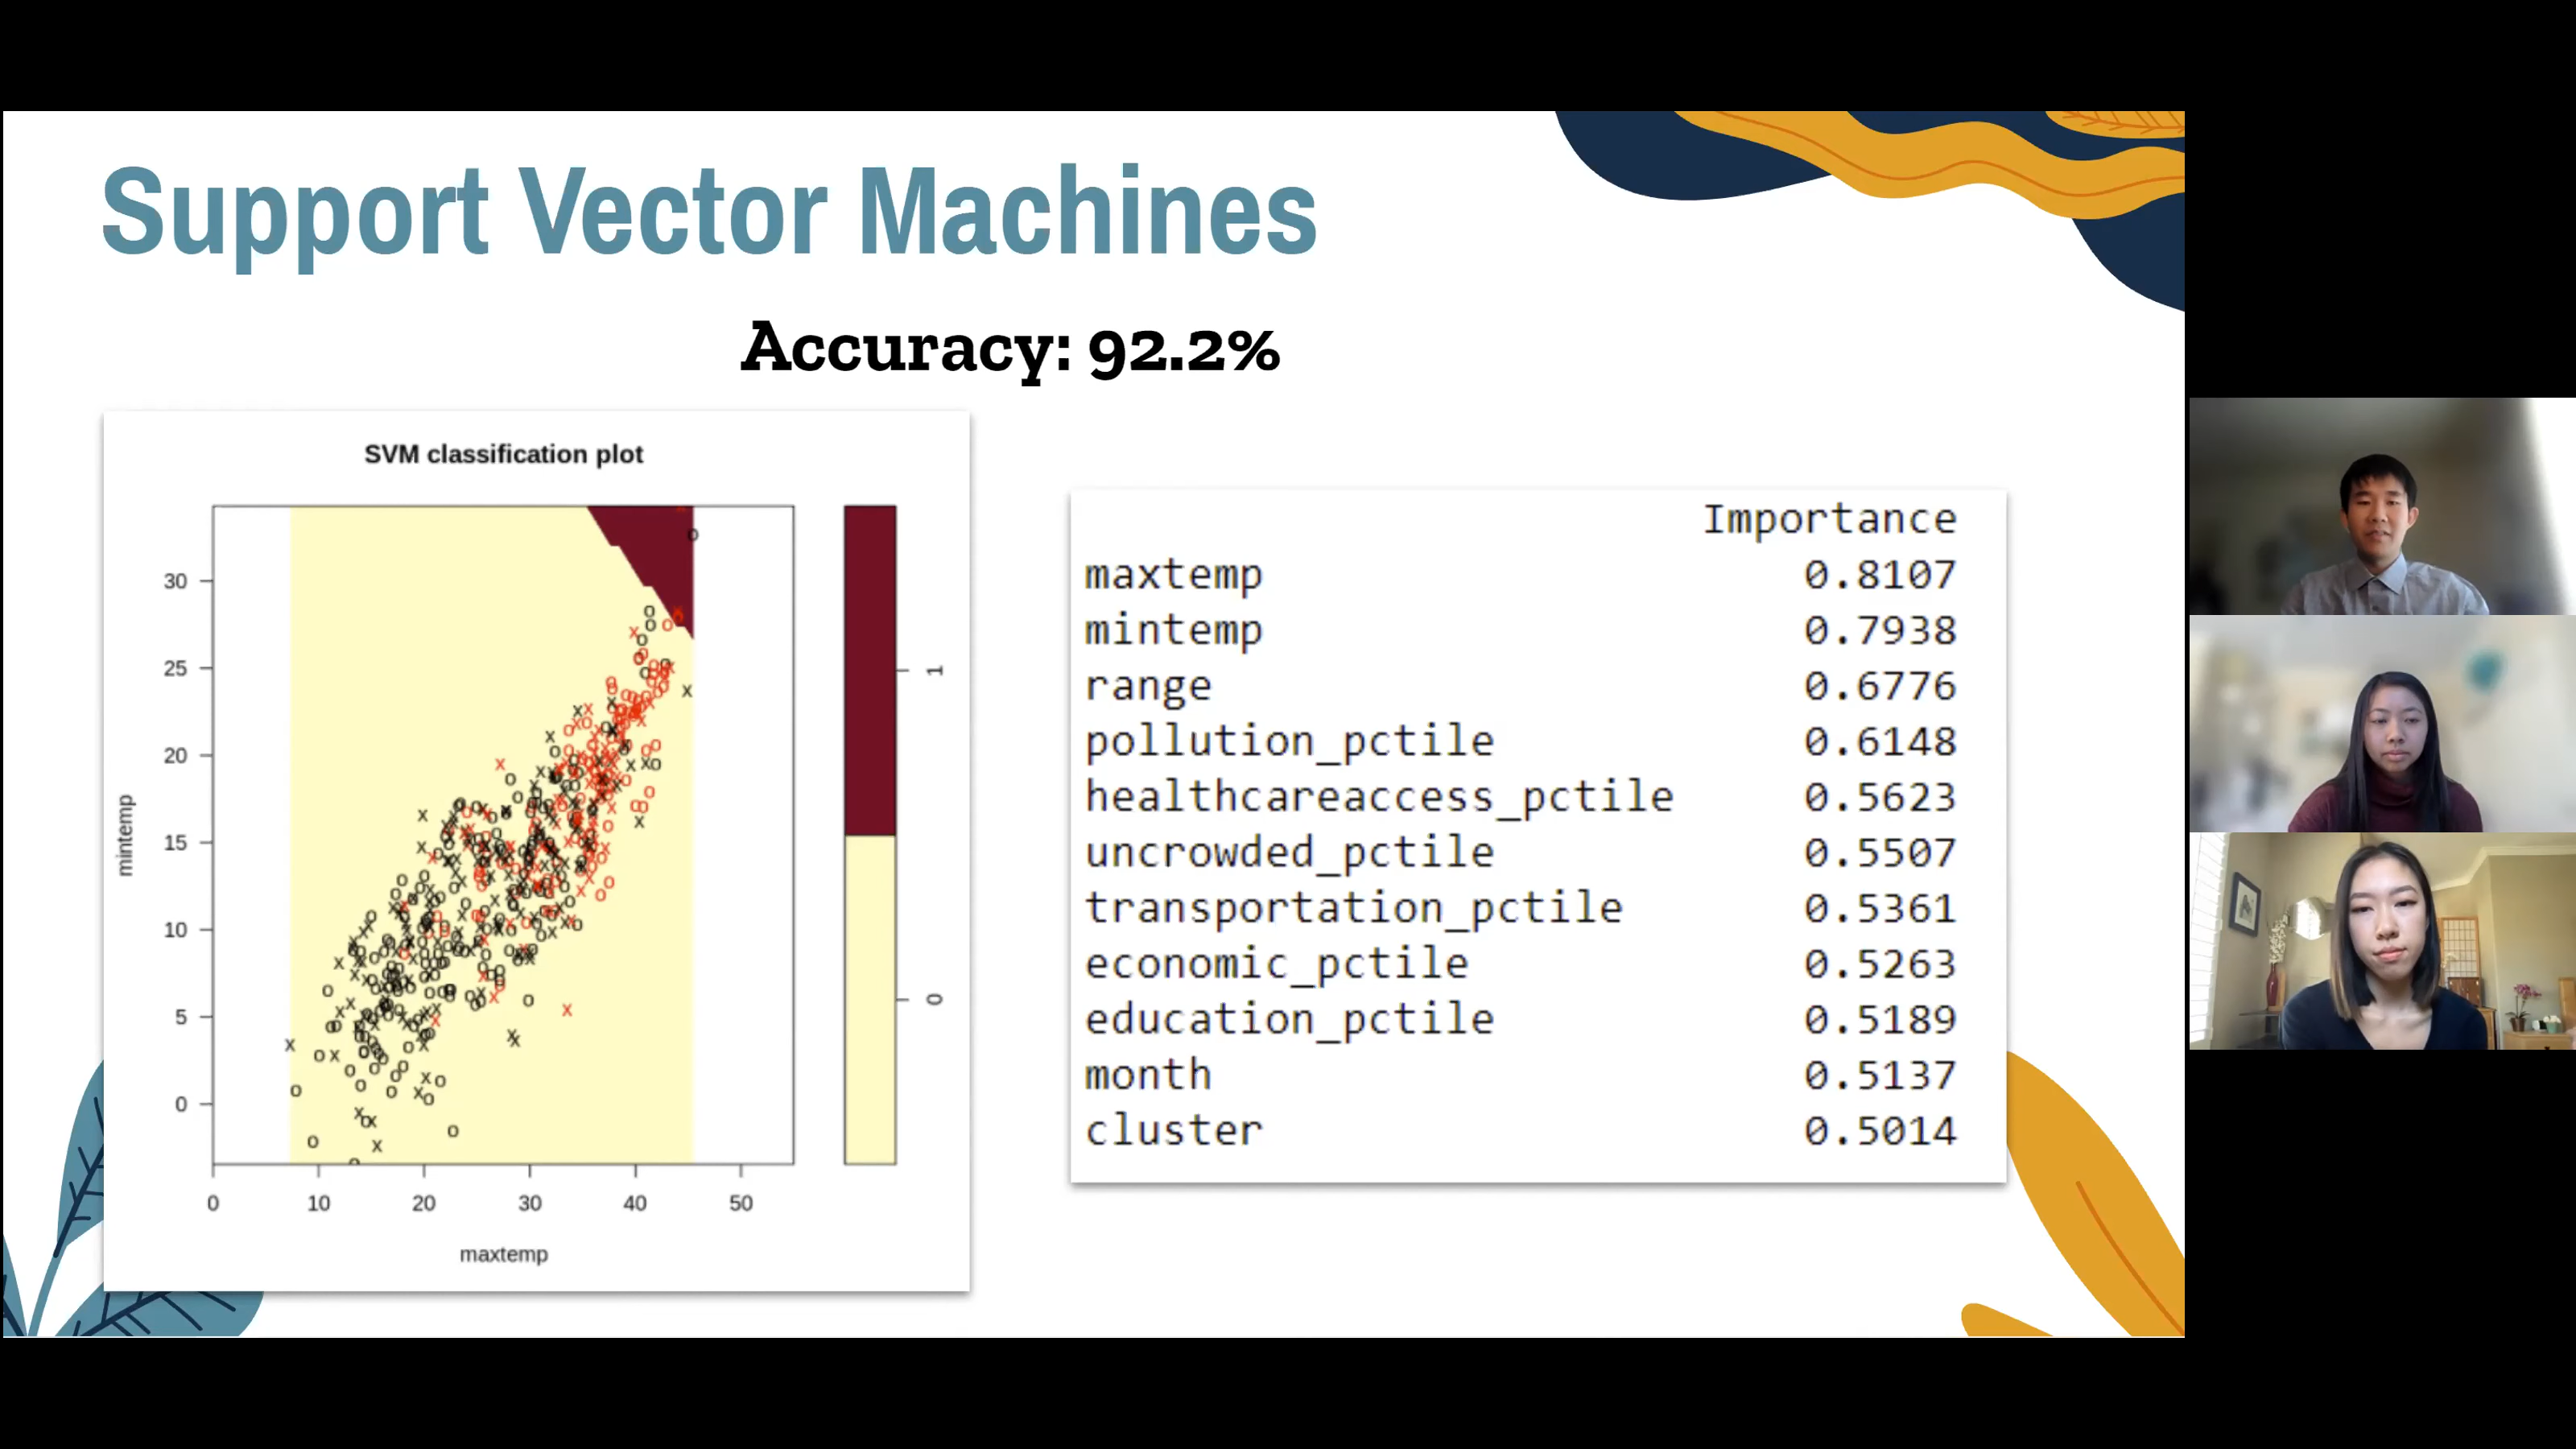 Support Vector Machines
Accuracy: 92.2%
SVM classification plot
30
25
20
15
10
5
0
mintemp
0 10 20 30 40 50
maxtemp
1
0
Importance
maxtemp 0.8107
mintemp 0.7938
range 0.6776
pollution_pctile 0.6148
healthcareaccess_pctile 0.5623
uncrowded_pctile 0.5507
transportation_pctile 0.5361
economic_pctile 0.5263
education_pctile 0.5189
month 0.5137
cluster 0.5014